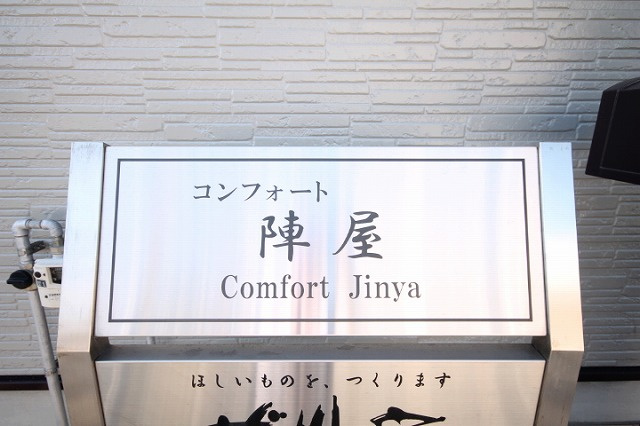 コンフォート
陣屋
Comfort Jinya
ほしいものを、つくります